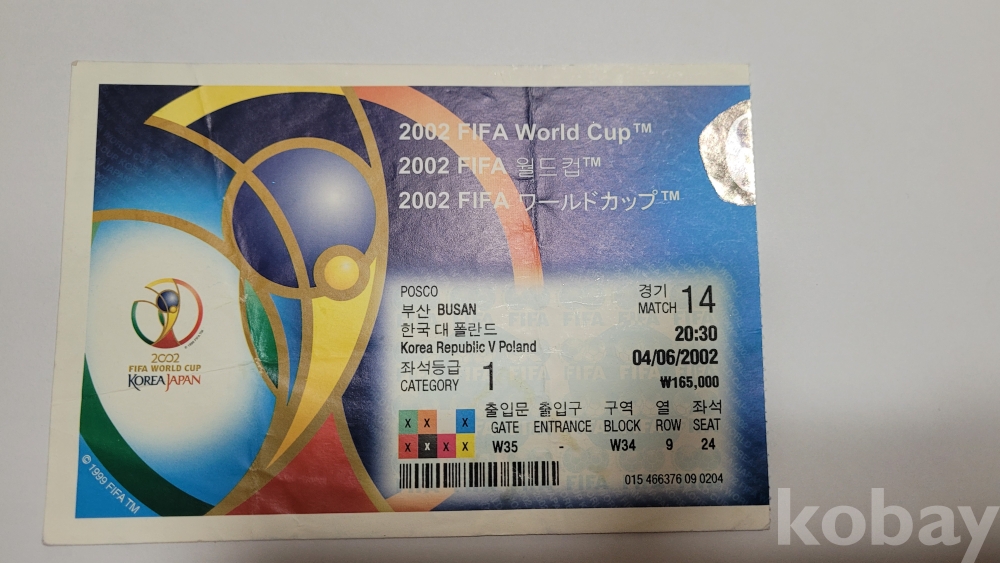 2002 FIFA World Cup™
2002 FIFA 월드컵™
2002 FIFA ワールドカップ™
POSCO
부산 BUSAN
한국 대 폴란드
Korea Republic V Poland
좌석등급
CATEGORY 1
경기
MATCH 14
20:30
04/06/2002
₩165,000
출입문 출입구 구역 열 좌석
GATE ENTRANCE BLOCK ROW SEAT
W35 - W34 9 24
X X X
X X X X
015 466376 09 0204
2002
FIFA WORLD CUP
KOREA JAPAN
© 1999 FIFA TM
kobay